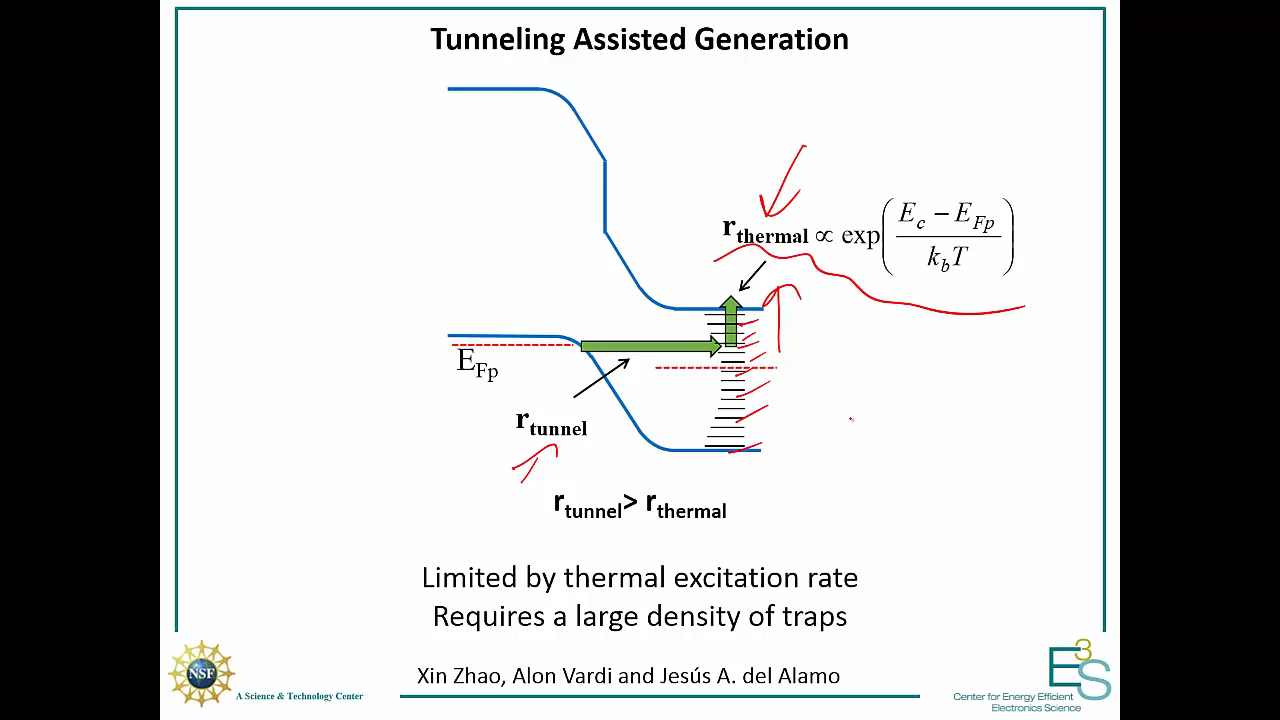 Tunneling Assisted Generation
r_thermal ∝ exp((E_c − E_Fp) / (k_b T))
E_Fp
r_tunnel
r_tunnel> r_thermal
Limited by thermal excitation rate
Requires a large density of traps
Xin Zhao, Alon Vardi and Jesús A. del Alamo
NSF
A Science & Technology Center
E³S
Center for Energy Efficient
Electronics Science